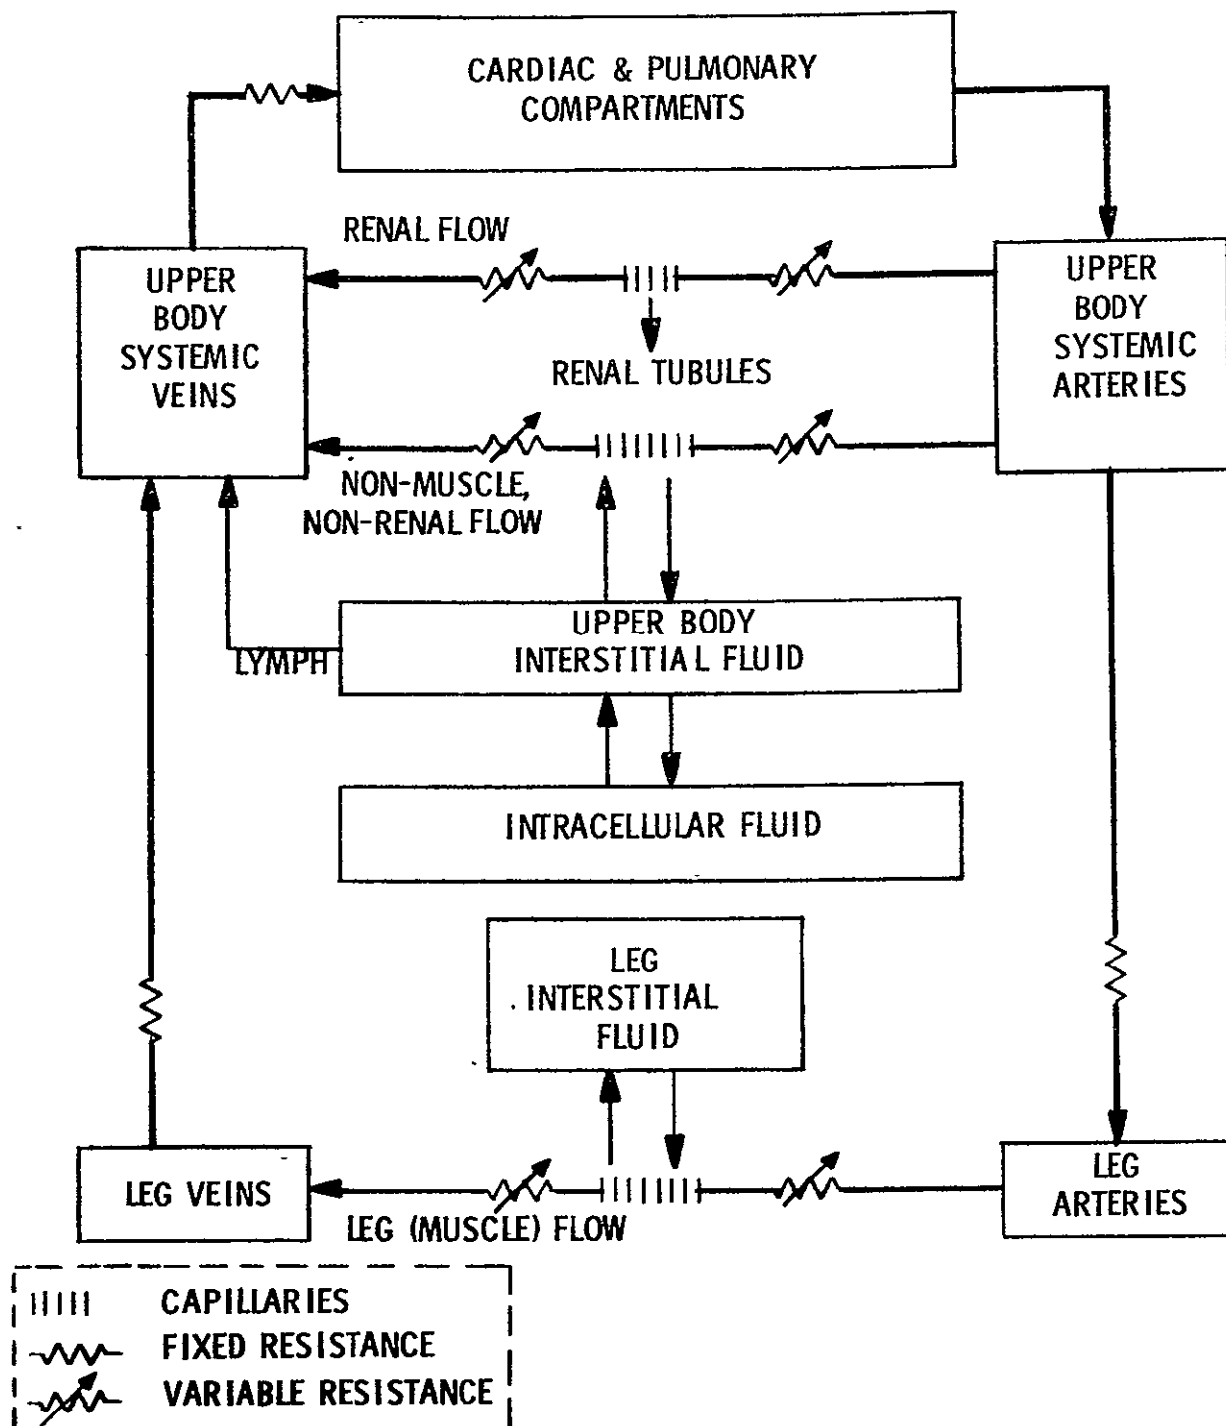 CARDIAC & PULMONARY
COMPARTMENTS
RENAL FLOW
UPPER
BODY
SYSTEMIC
VEINS
UPPER
BODY
SYSTEMIC
ARTERIES
RENAL TUBULES
NON-MUSCLE,
NON-RENAL FLOW
UPPER BODY
INTERSTITIAL FLUID
LYMPH
INTRACELLULAR FLUID
LEG
INTERSTITIAL
FLUID
LEG VEINS
LEG (MUSCLE) FLOW
LEG
ARTERIES
CAPILLARIES
FIXED RESISTANCE
VARIABLE RESISTANCE